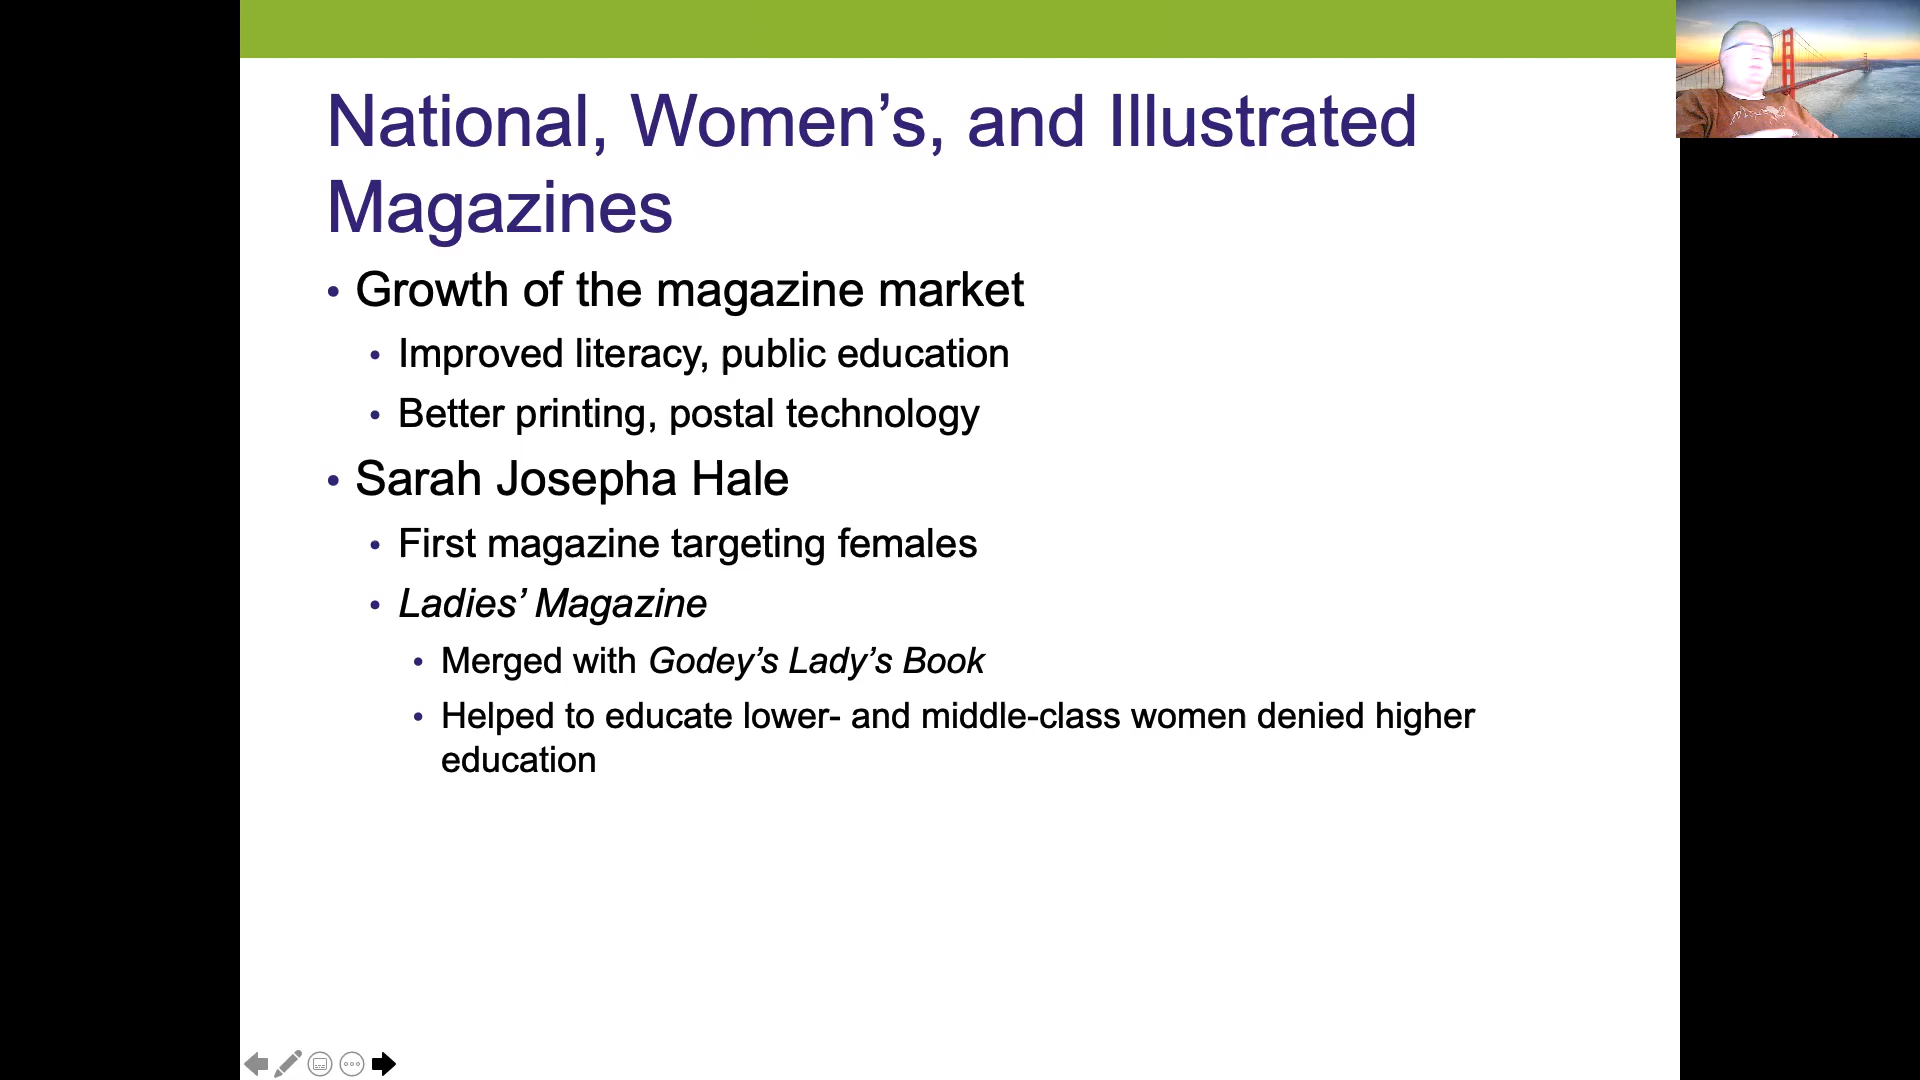 National, Women’s, and Illustrated
Magazines
• Growth of the magazine market
• Improved literacy, public education
• Better printing, postal technology
• Sarah Josepha Hale
• First magazine targeting females
• Ladies’ Magazine
• Merged with Godey’s Lady’s Book
• Helped to educate lower- and middle-class women denied higher
education